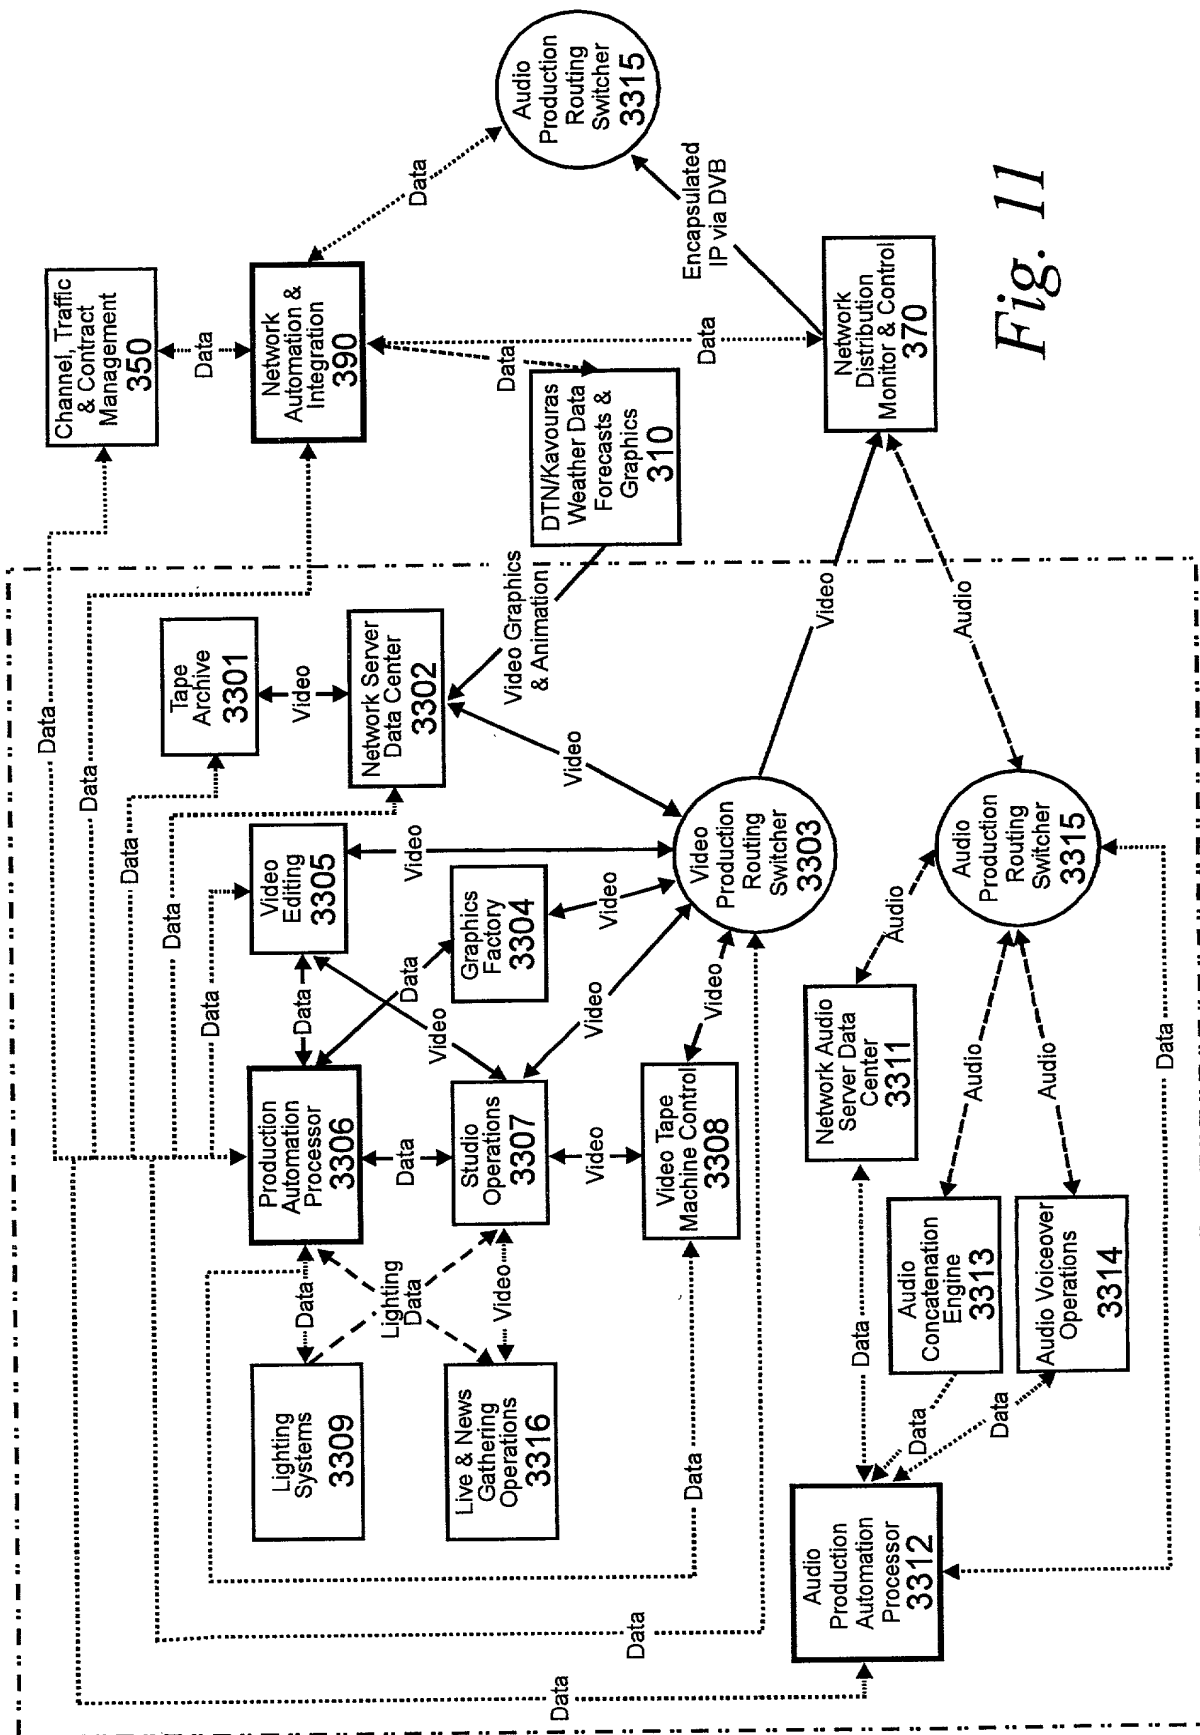 Channel, Traffic
& Contract
Management
350
Data
Network
Automation &
Integration
390
Data
Audio
Production
Routing
Switcher
3315
Data
DTN/Kavouras
Weather Data
Forecasts &
Graphics
310
Data
Encapsulated
IP via DVB
Network
Distribution
Monitor & Control
370
Fig. 11
Data
Data
Data
Data
Data
Tape
Archive
3301
Video
Network Server
Data Center
3302
Video Graphics
& Animation
Video
Video
Audio
Video
Editing
3305
Video
Graphics
Factory
3304
Video
Video
Production
Routing
Switcher
3303
Audio
Production
Routing
Switcher
3315
Data
Data
Video
Video
Video
Audio
Production
Automation
Processor
3306
Data
Studio
Operations
3307
Video
Video Tape
Machine Control
3308
Network Audio
Server Data
Center
3311
Audio
Audio
Data
Data
Lighting
Data
Video
Data
Audio
Concatenation
Engine
3313
Audio Voiceover
Operations
3314
Lighting
Systems
3309
Live & News
Gathering
Operations
3316
Data
Data
Data
Audio
Production
Automation
Processor
3312
Data
Data